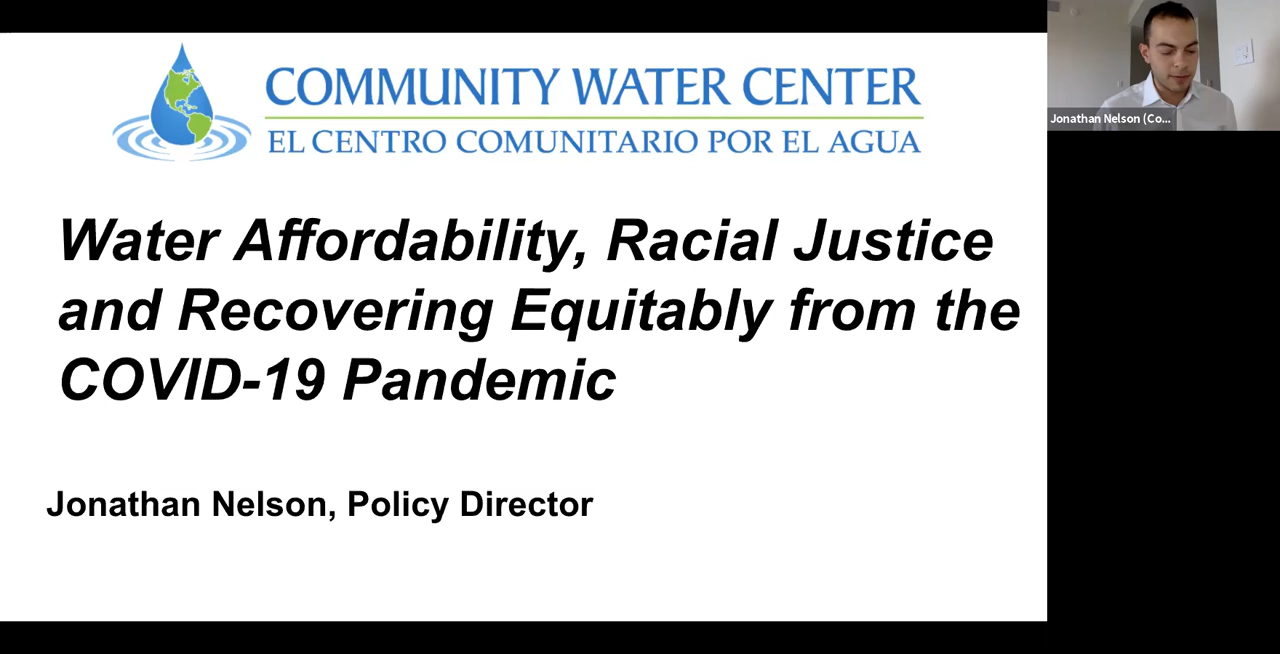 COMMUNITY WATER CENTER
EL CENTRO COMUNITARIO POR EL AGUA
Jonathan Nelson (Co...
Water Affordability, Racial Justice
and Recovering Equitably from the
COVID-19 Pandemic
Jonathan Nelson, Policy Director